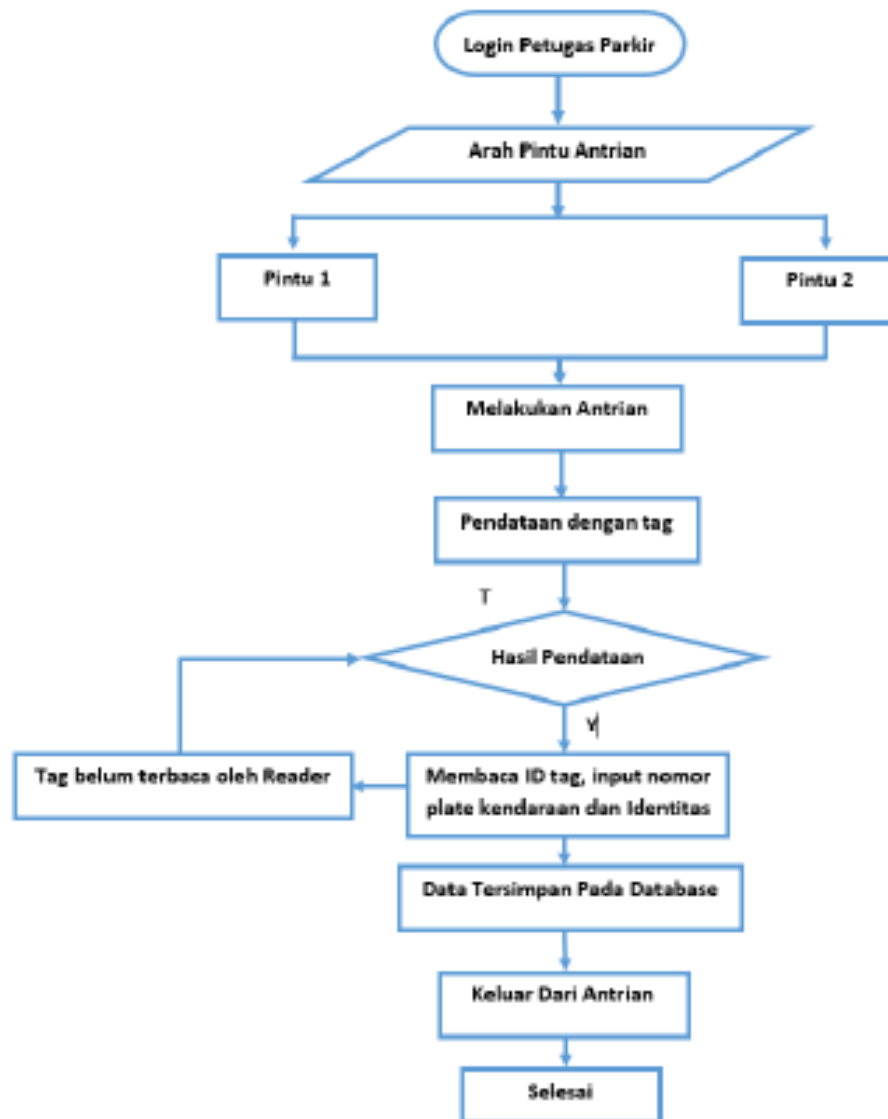 Login Petugas Parkir
Arah Pintu Antrian
Pintu 1
Pintu 2
Melakukan Antrian
Pendataan dengan tag
T
Hasil Pendataan
Y
Tag belum terbaca oleh Reader
Membaca ID tag, input nomor
plate kendaraan dan Identitas
Data Tersimpan Pada Database
Keluar Dari Antrian
Selesai